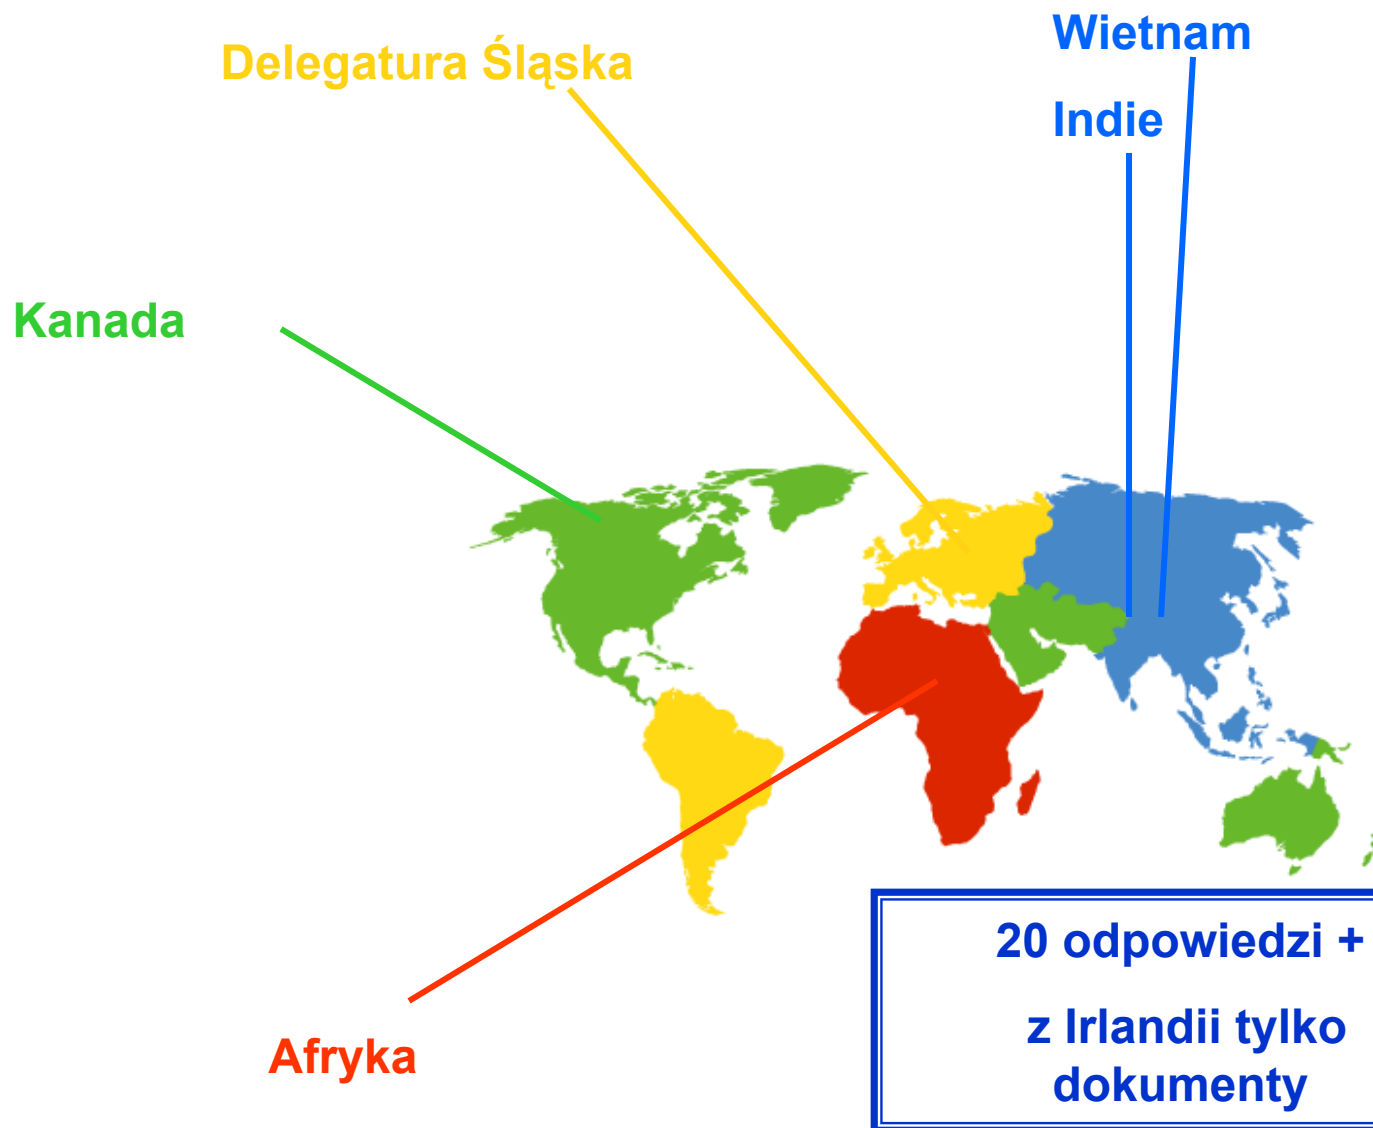 Wietnam
Delegatura Śląska
Indie
Kanada
20 odpowiedzi +
z Irlandii tylko
dokumenty
Afryka